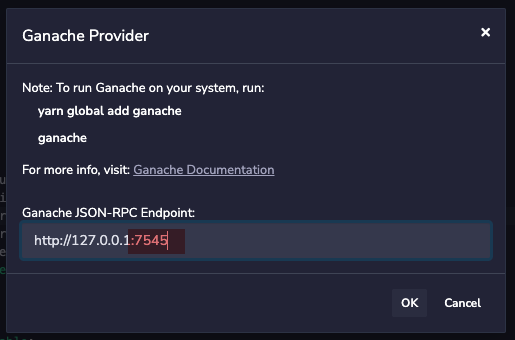 Ganache Provider
×
Note: To run Ganache on your system, run:
yarn global add ganache
ganache
For more info, visit: Ganache Documentation
Ganache JSON-RPC Endpoint:
http://127.0.0.1:7545
OK Cancel